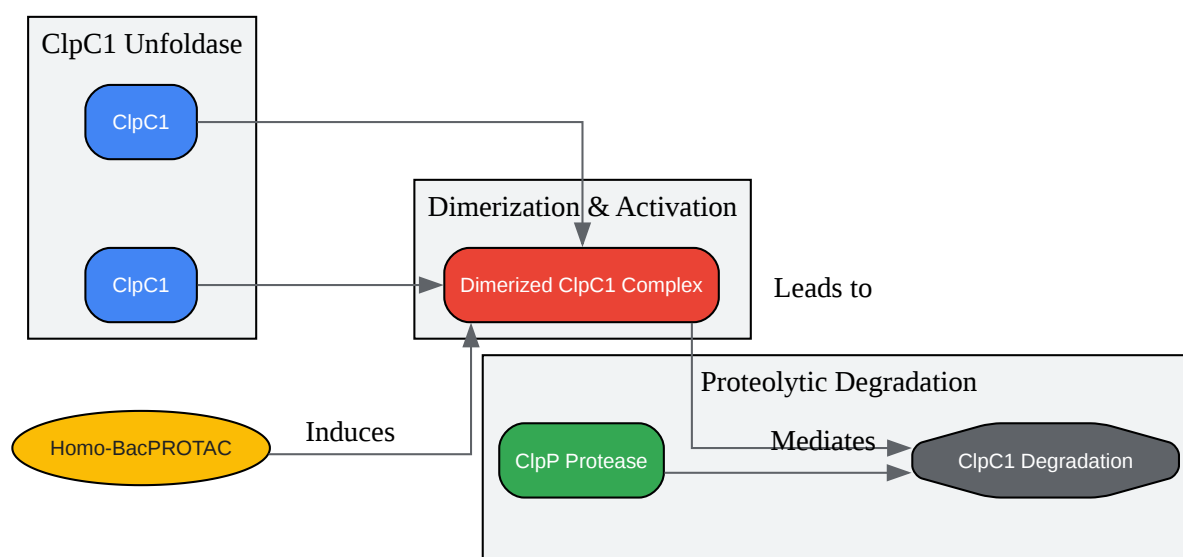 ClpC1 Unfoldase
ClpC1
Dimerization & Activation
ClpC1
Dimerized ClpC1 Complex
Leads to
Proteolytic Degradation
Homo-BacPROTAC
Induces
ClpP Protease
Mediates
ClpC1 Degradation